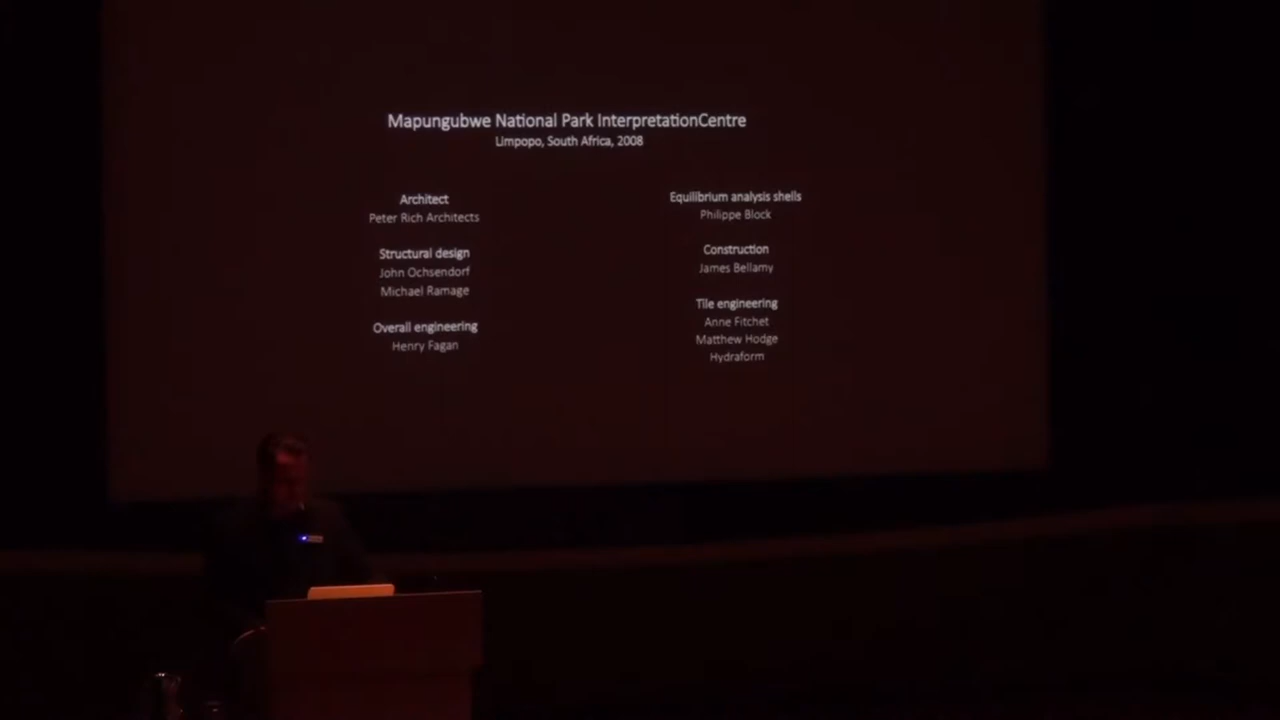 Mapungubwe National Park InterpretationCentre
Limpopo, South Africa, 2008
Architect
Peter Rich Architects
Structural design
John Ochsendorf
Michael Ramage
Overall engineering
Henry Fagan
Equilibrium analysis shells
Philippe Block
Construction
James Bellamy
Tile engineering
Anne Fitchet
Matthew Hodge
Hydraform